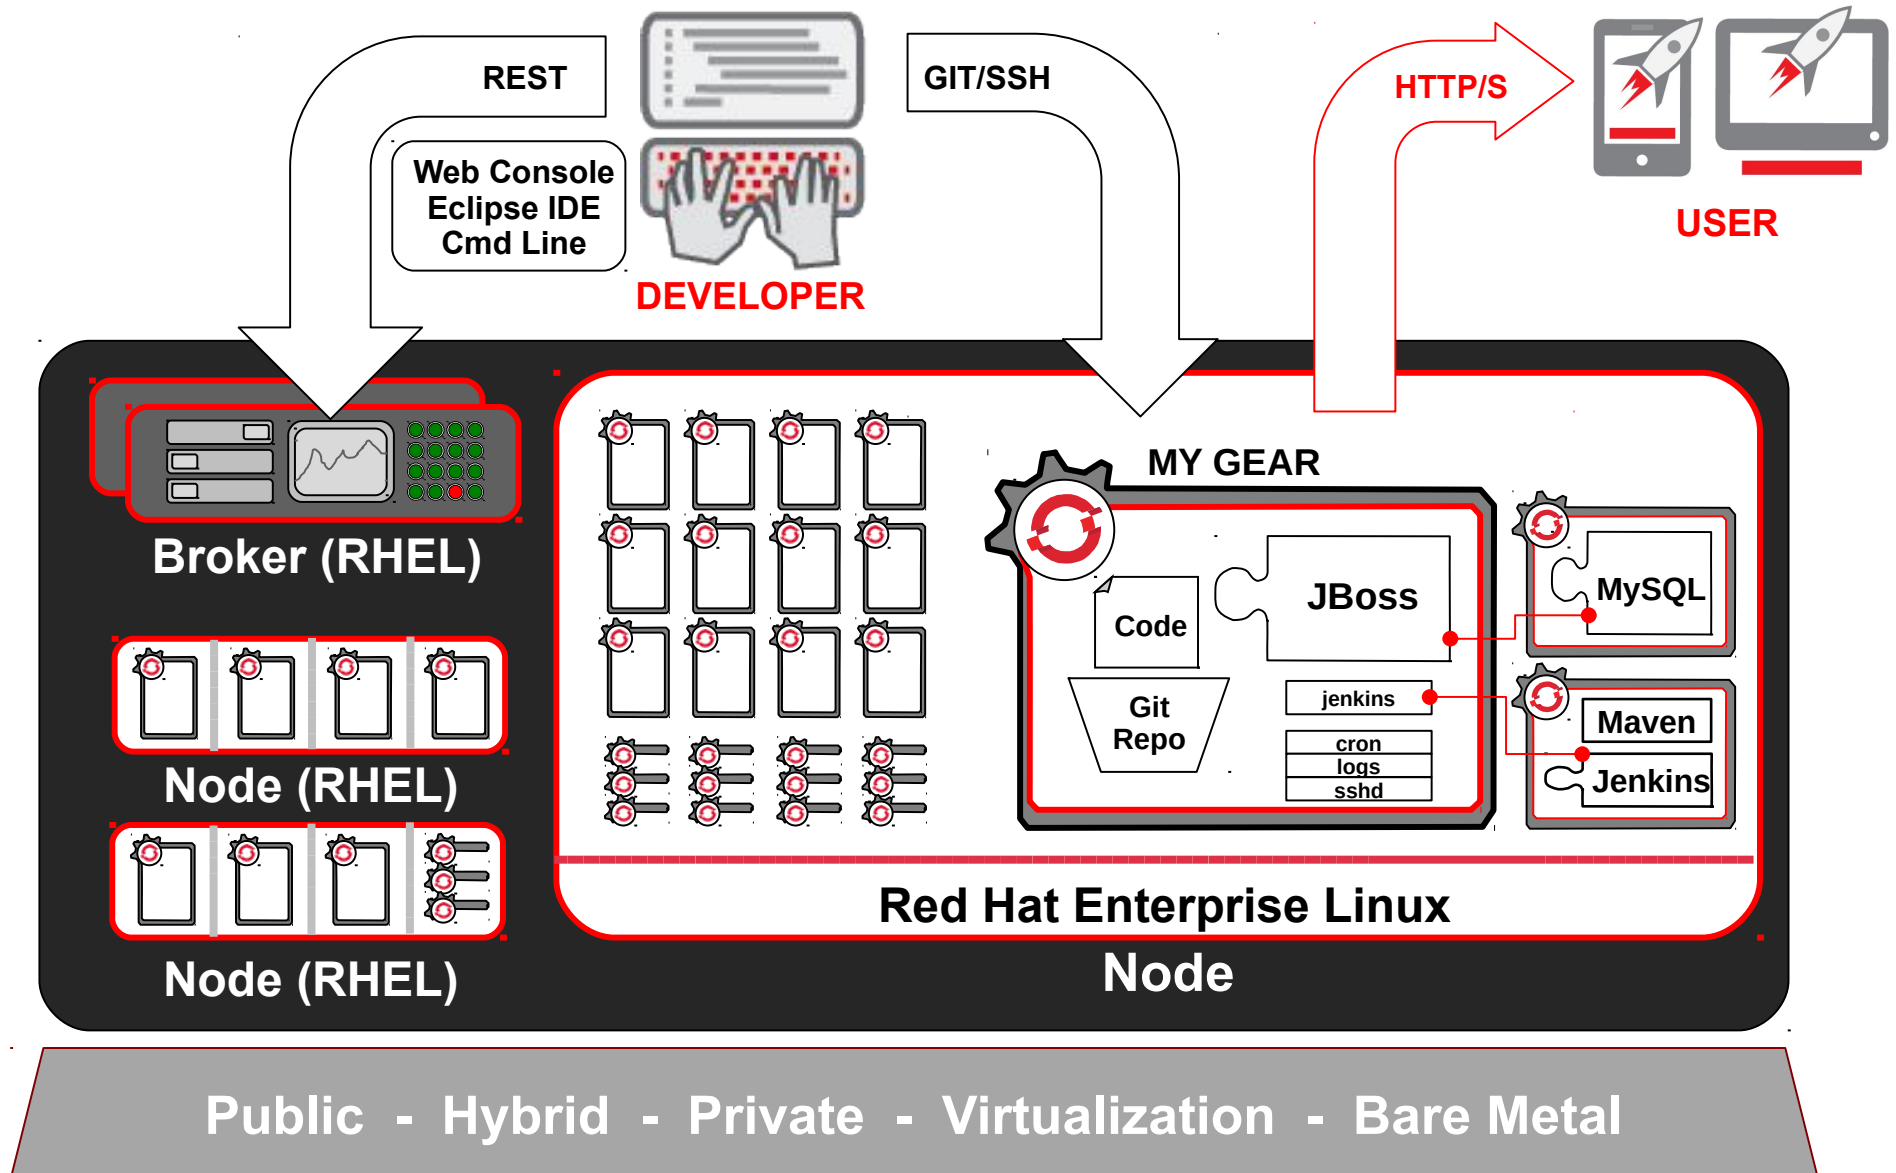 REST
GIT/SSH
HTTP/S
Web Console
Eclipse IDE
Cmd Line
DEVELOPER
USER
Broker (RHEL)
Node (RHEL)
Node (RHEL)
MY GEAR
Code
Git
Repo
JBoss
jenkins
cron
logs
sshd
MySQL
Maven
Jenkins
Red Hat Enterprise Linux
Node
Public - Hybrid - Private - Virtualization - Bare Metal